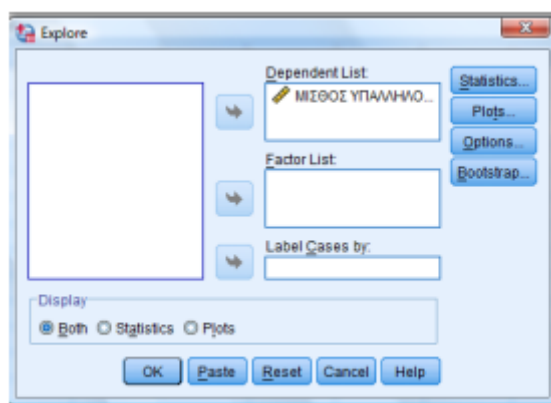 Explore
Dependent List:
ΜΙΣΘΟΣ ΥΠΑΛΛΗΛΟ...
Statistics...
Plots...
Options...
Bootstrap...
Factor List:
Label Cases by:
Display
Both Statistics Plots
OK Paste Reset Cancel Help